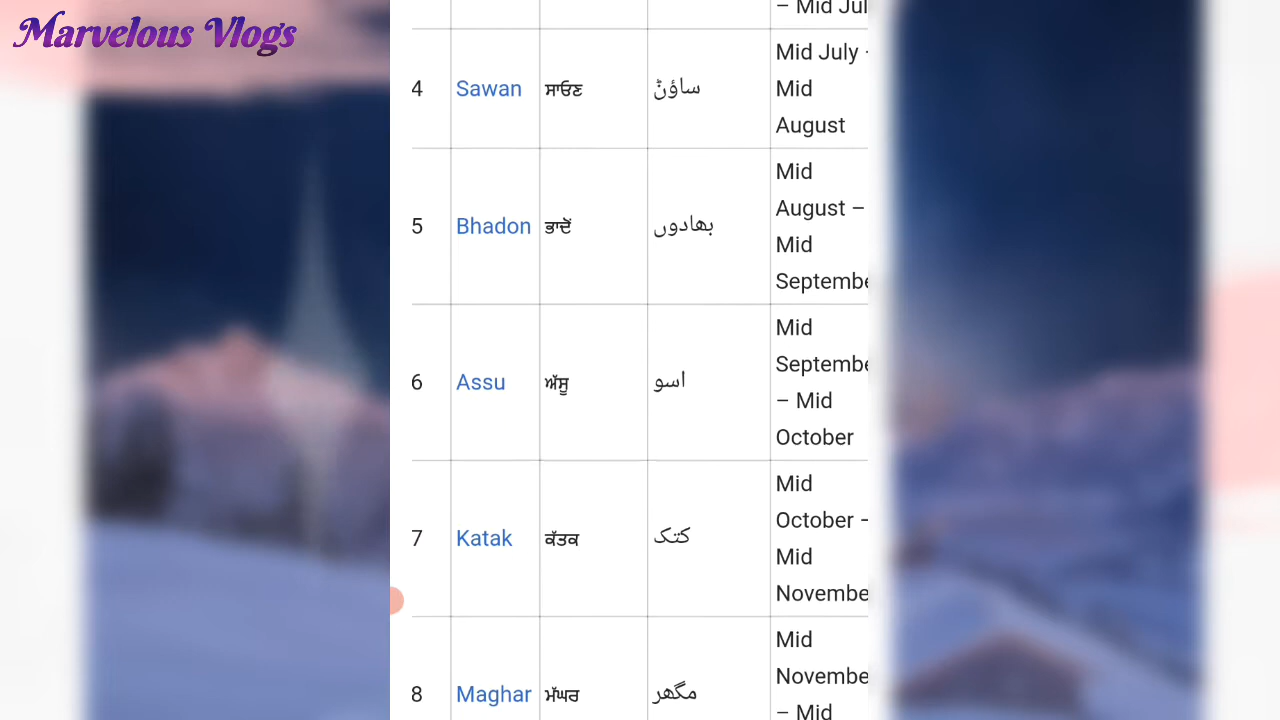 Marvelous Vlogs
– Mid Jul
4 Sawan ਸਾਓਣ ساؤنؕ Mid July -
Mid
August
5 Bhadon ਭਾਦੋਂ بھادوں Mid
August –
Mid
Septembe
6 Assu ਅੱਸੂ اسو Mid
Septembe
– Mid
October
7 Katak ਕੱਤਕ کتک Mid
October –
Mid
Novembe
8 Maghar ਮੱਘਰ مگھر Mid
Novembe
– Mid